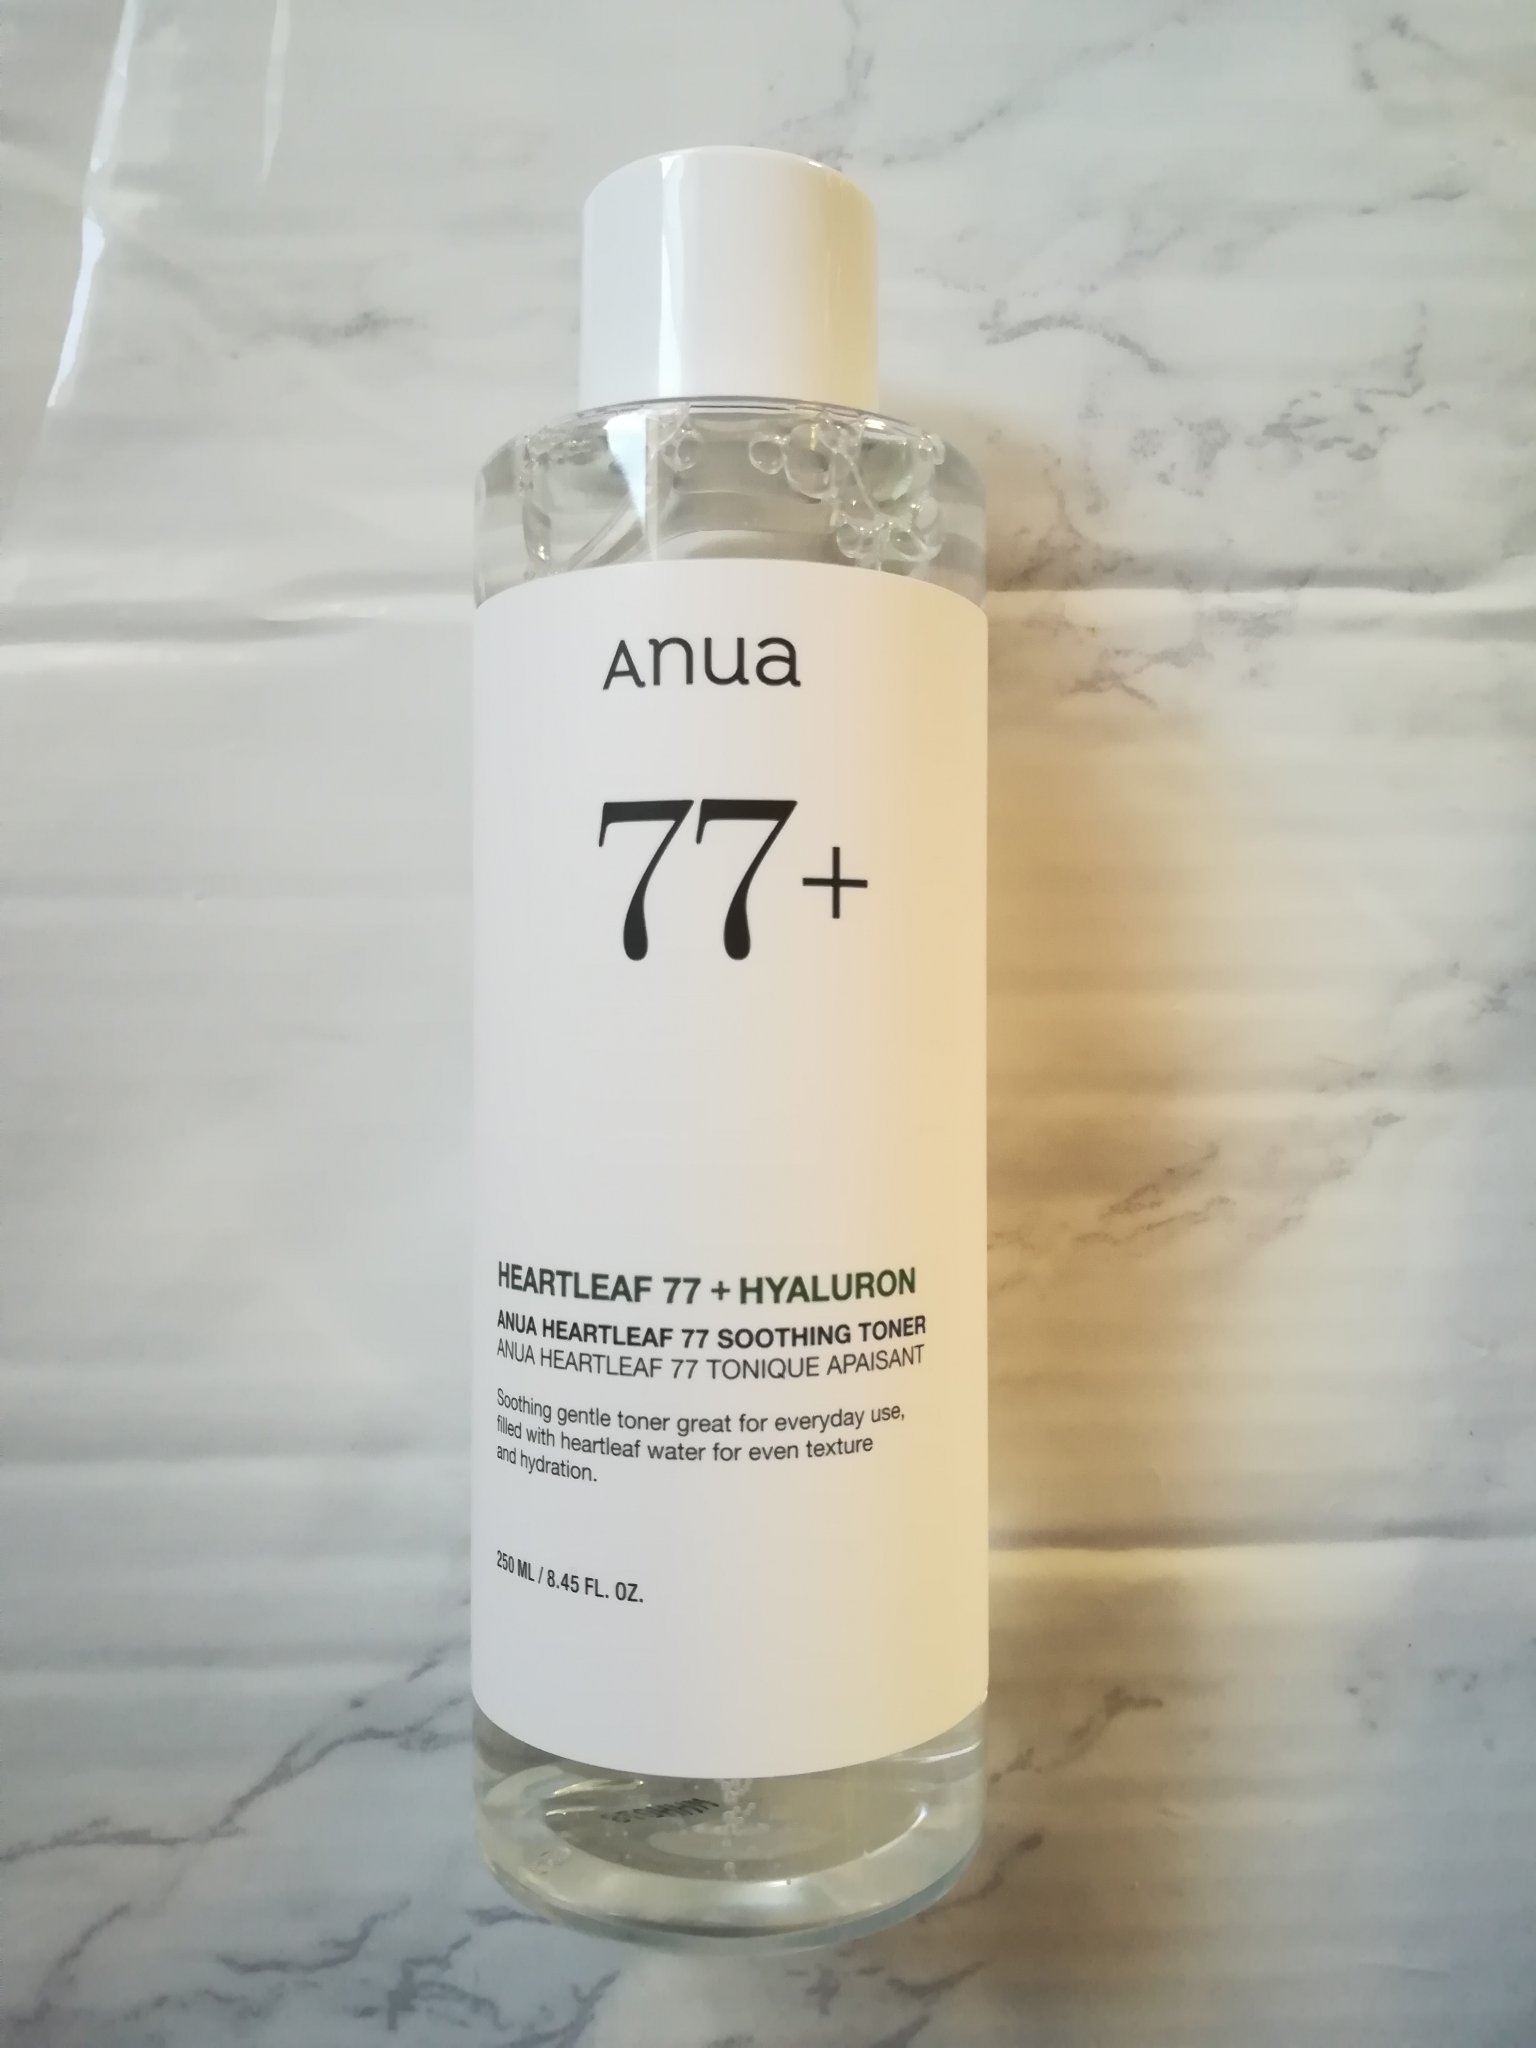 Anua
77+
HEARTLEAF 77 + HYALURON
ANUA HEARTLEAF 77 SOOTHING TONER
ANUA HEARTLEAF 77 TONIQUE APAISANT
Soothing gentle toner great for everyday use,
filled with heartleaf water for even texture
and hydration.
250 ML / 8.45 FL. OZ.